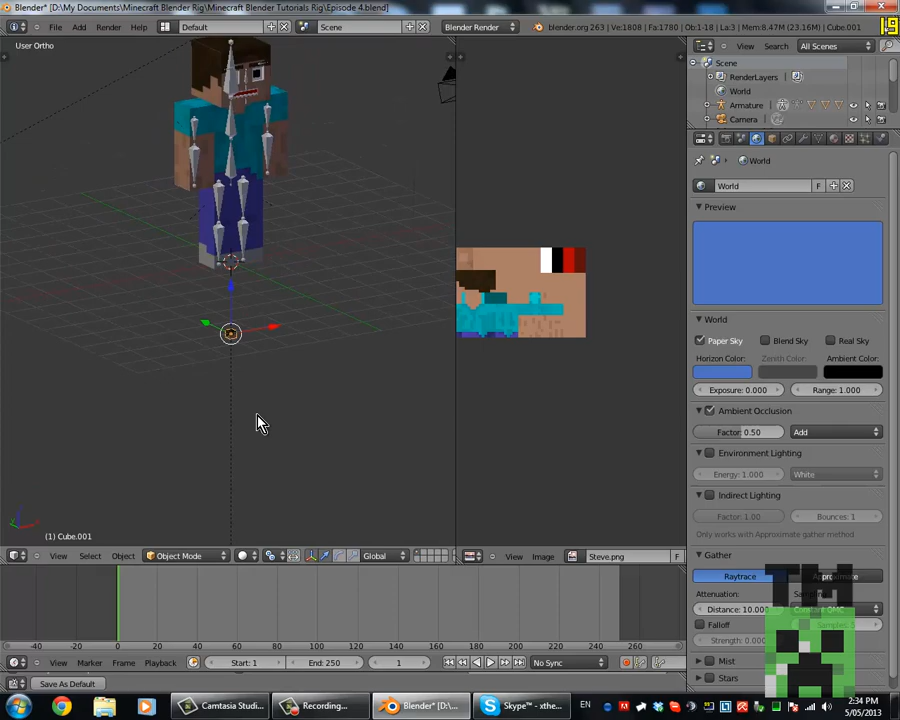 Blender* [D:\My Documents\Minecraft Blender Rig\Minecraft Blender Tutorials Rig\Episode 4.blend]
File Add Render Help Default Scene Blender Render blender.org 263 | Ve:1808 | Fa:1780 | Ob:1-18 | La:3 | Mem:8.47M (23.16M) | Cube.001
User Ortho
View Search All Scenes
Scene
RenderLayers
World
Armature
Camera
World
World F
Preview
World
Paper Sky Blend Sky Real Sky
Horizon Color: Zenith Color: Ambient Color:
Exposure: 0.000 Range: 1.000
Ambient Occlusion
Factor: 0.50 Add
Environment Lighting
Energy: 1.000 White
Indirect Lighting
Factor: 1.00 Bounces: 1
Only works with Approximate gather method
Gather
Raytrace Approximate
Attenuation:
Distance: 10.000 Constant QMC
Falloff Samples:
Strength: 0.000
Mist
Stars
(1) Cube.001
View Select Object Object Mode Global
View Image Steve.png F
-40 -20 0 20 40 60 80 100 120 140 160 180 200 220 240 260 280
View Marker Frame Playback Start: 1 End: 250 1 No Sync
Save As Default
Camtasia Studi... Recording... Blender* [D:\... Skype™ - xthe... EN 2:34 PM
5/05/2013